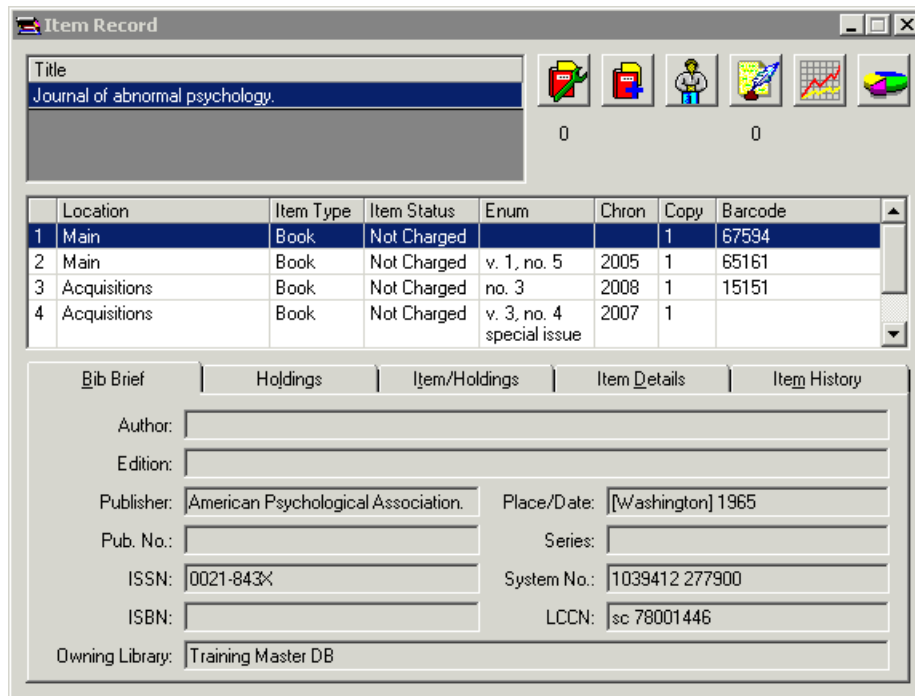 Item Record
Title
Journal of abnormal psychology.
0 0
Location Item Type Item Status Enum Chron Copy Barcode
1 Main Book Not Charged 1 67594
2 Main Book Not Charged v. 1, no. 5 2005 1 65161
3 Acquisitions Book Not Charged no. 3 2008 1 15151
4 Acquisitions Book Not Charged v. 3, no. 4 2007 1
special issue
Bib Brief Holdings Item/Holdings Item Details Item History
Author:
Edition:
Publisher: American Psychological Association. Place/Date: [Washington] 1965
Pub. No.: Series:
ISSN: 0021-843X System No.: 1039412 277900
ISBN: LCCN: sc 78001446
Owning Library: Training Master DB